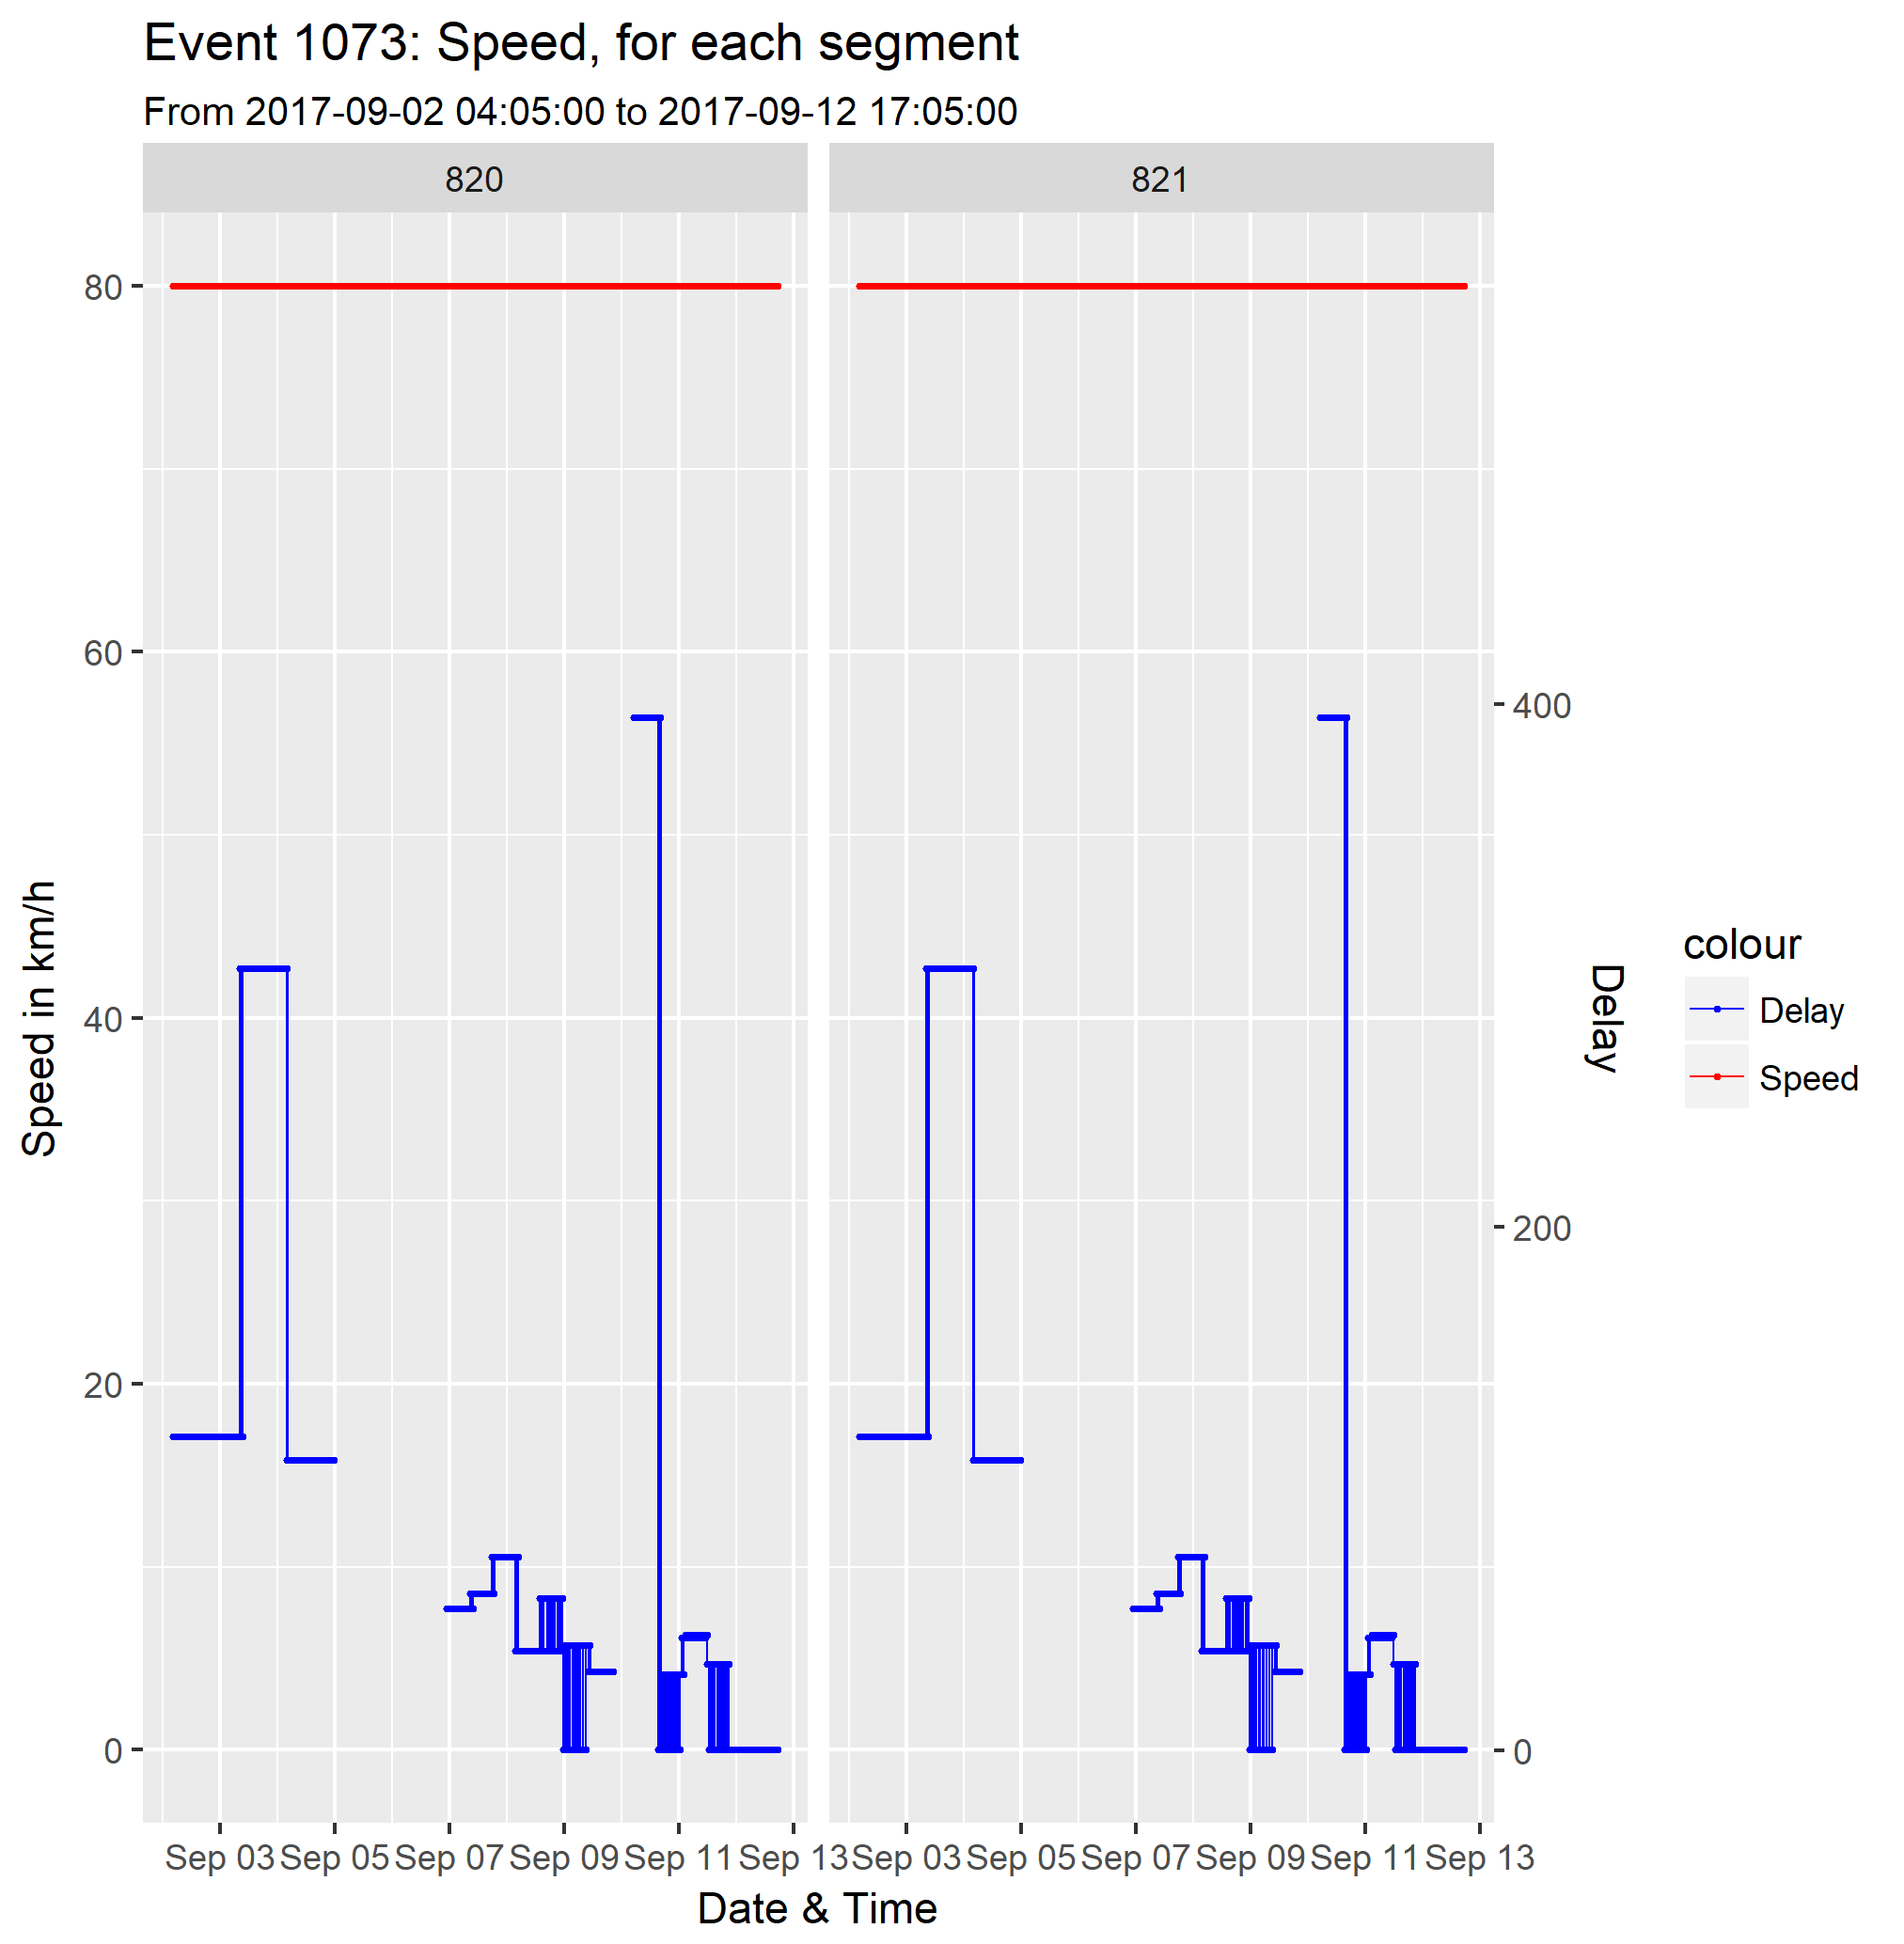 Event 1073: Speed, for each segment
From 2017-09-02 04:05:00 to 2017-09-12 17:05:00
820 821
80
60
40
20
0
Speed in km/h
400
200
0
Delay
colour
Delay
Speed
Sep 03 Sep 05 Sep 07 Sep 09 Sep 11 Sep 13 Sep 03 Sep 05 Sep 07 Sep 09 Sep 11 Sep 13
Date & Time